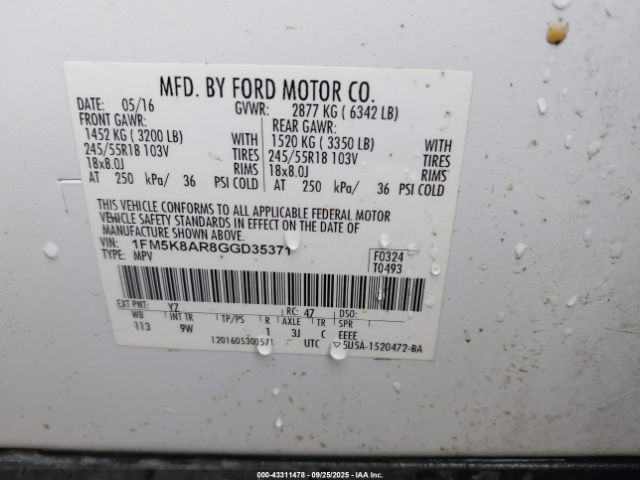 MFD. BY FORD MOTOR CO.
DATE: 05/16 GVWR: 2877 KG ( 6342 LB)
FRONT GAWR: REAR GAWR:
1452 KG ( 3200 LB) WITH 1520 KG ( 3350 LB) WITH
245/55R18 103V TIRES 245/55R18 103V TIRES
18x8.0J RIMS 18x8.0J RIMS
AT 250 kPa/ 36 PSI COLD AT 250 kPa/ 36 PSI COLD
THIS VEHICLE CONFORMS TO ALL APPLICABLE FEDERAL MOTOR
VEHICLE SAFETY STANDARDS IN EFFECT ON THE DATE OF
MANUFACTURE SHOWN ABOVE.
VIN: 1FM5K8AR8GGD35371 F0324
TYPE: MPV T0493
EXT PNT: YZ RC: 47 DSO:
WB INT TR TP/PS R AXLE TR SPR
113 9W 1 3J C EEEE
1201605300571 UTC ▽5U5A-1520472-BA
000-43311478 - 09/25/2025 - IAAI.COM